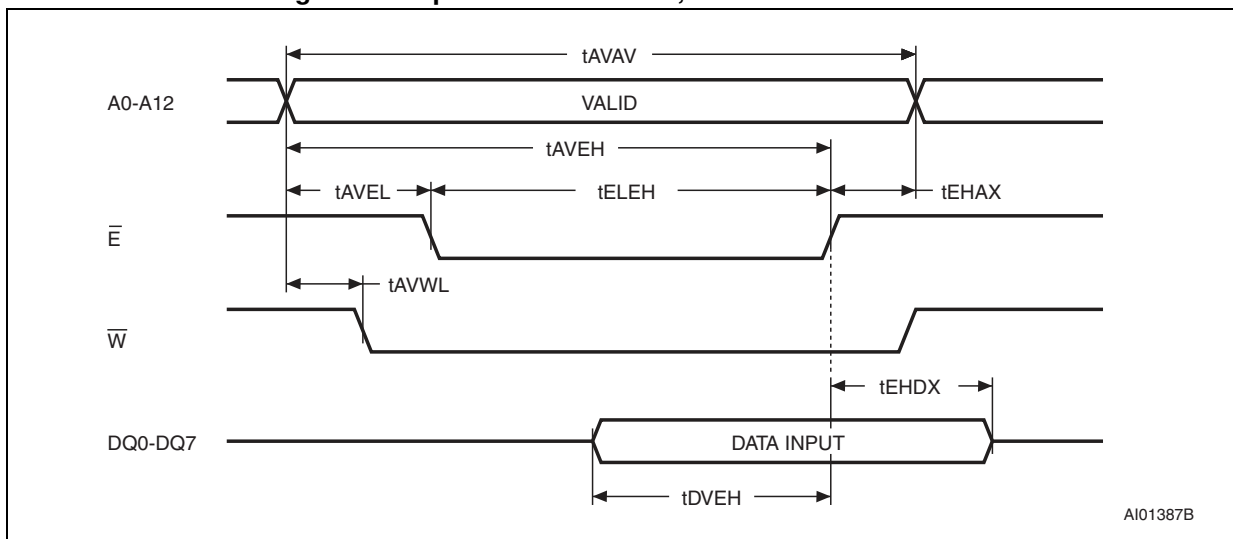 tAVAV
A0-A12 VALID
tAVEH
tAVEL tELEH tEHAX
E̅
tAVWL
W̅
tEHDX
DQ0-DQ7 DATA INPUT
tDVEH
AI01387B